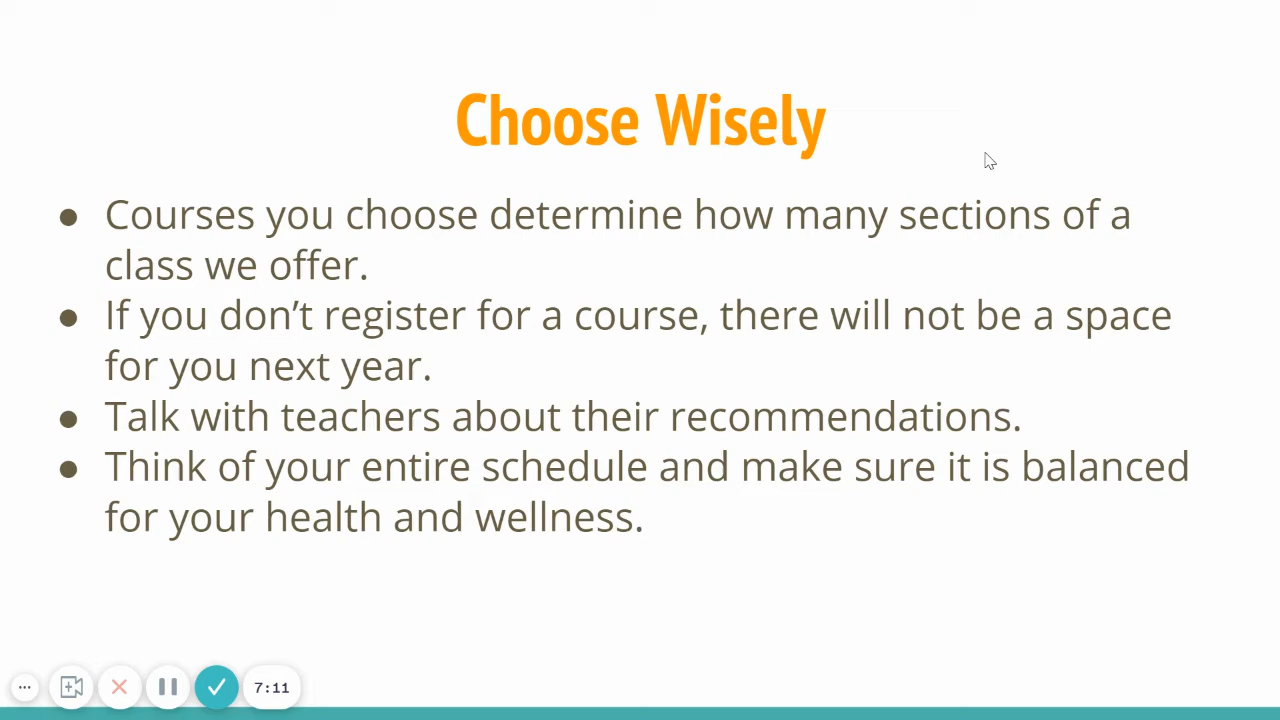 Choose Wisely
● Courses you choose determine how many sections of a
class we offer.
● If you don’t register for a course, there will not be a space
for you next year.
● Talk with teachers about their recommendations.
● Think of your entire schedule and make sure it is balanced
for your health and wellness.
7:11